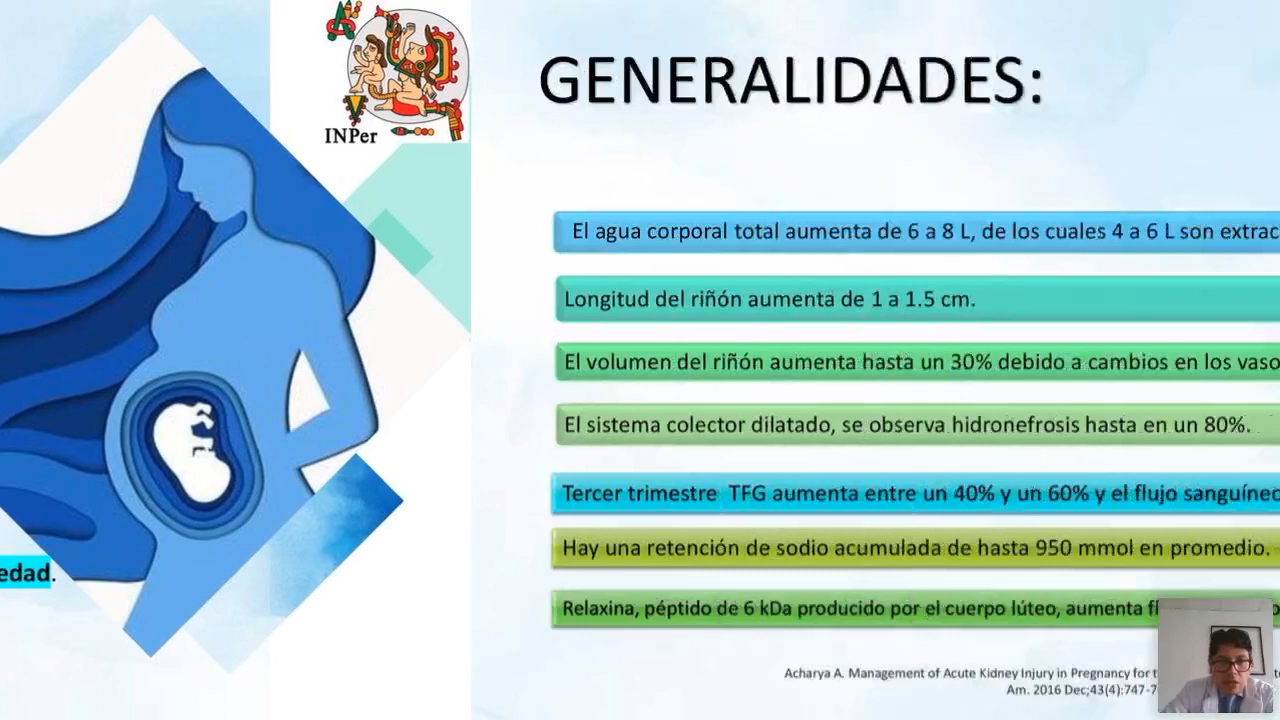 INPer
GENERALIDADES:
El agua corporal total aumenta de 6 a 8 L, de los cuales 4 a 6 L son extrac
Longitud del riñón aumenta de 1 a 1.5 cm.
El volumen del riñón aumenta hasta un 30% debido a cambios en los vaso
El sistema colector dilatado, se observa hidronefrosis hasta en un 80%.
Tercer trimestre TFG aumenta entre un 40% y un 60% y el flujo sanguíneo
Hay una retención de sodio acumulada de hasta 950 mmol en promedio.
edad.
Relaxina, péptido de 6 kDa producido por el cuerpo lúteo, aumenta
Acharya A. Management of Acute Kidney Injury in Pregnancy for
Am. 2016 Dec;43(4):747-7